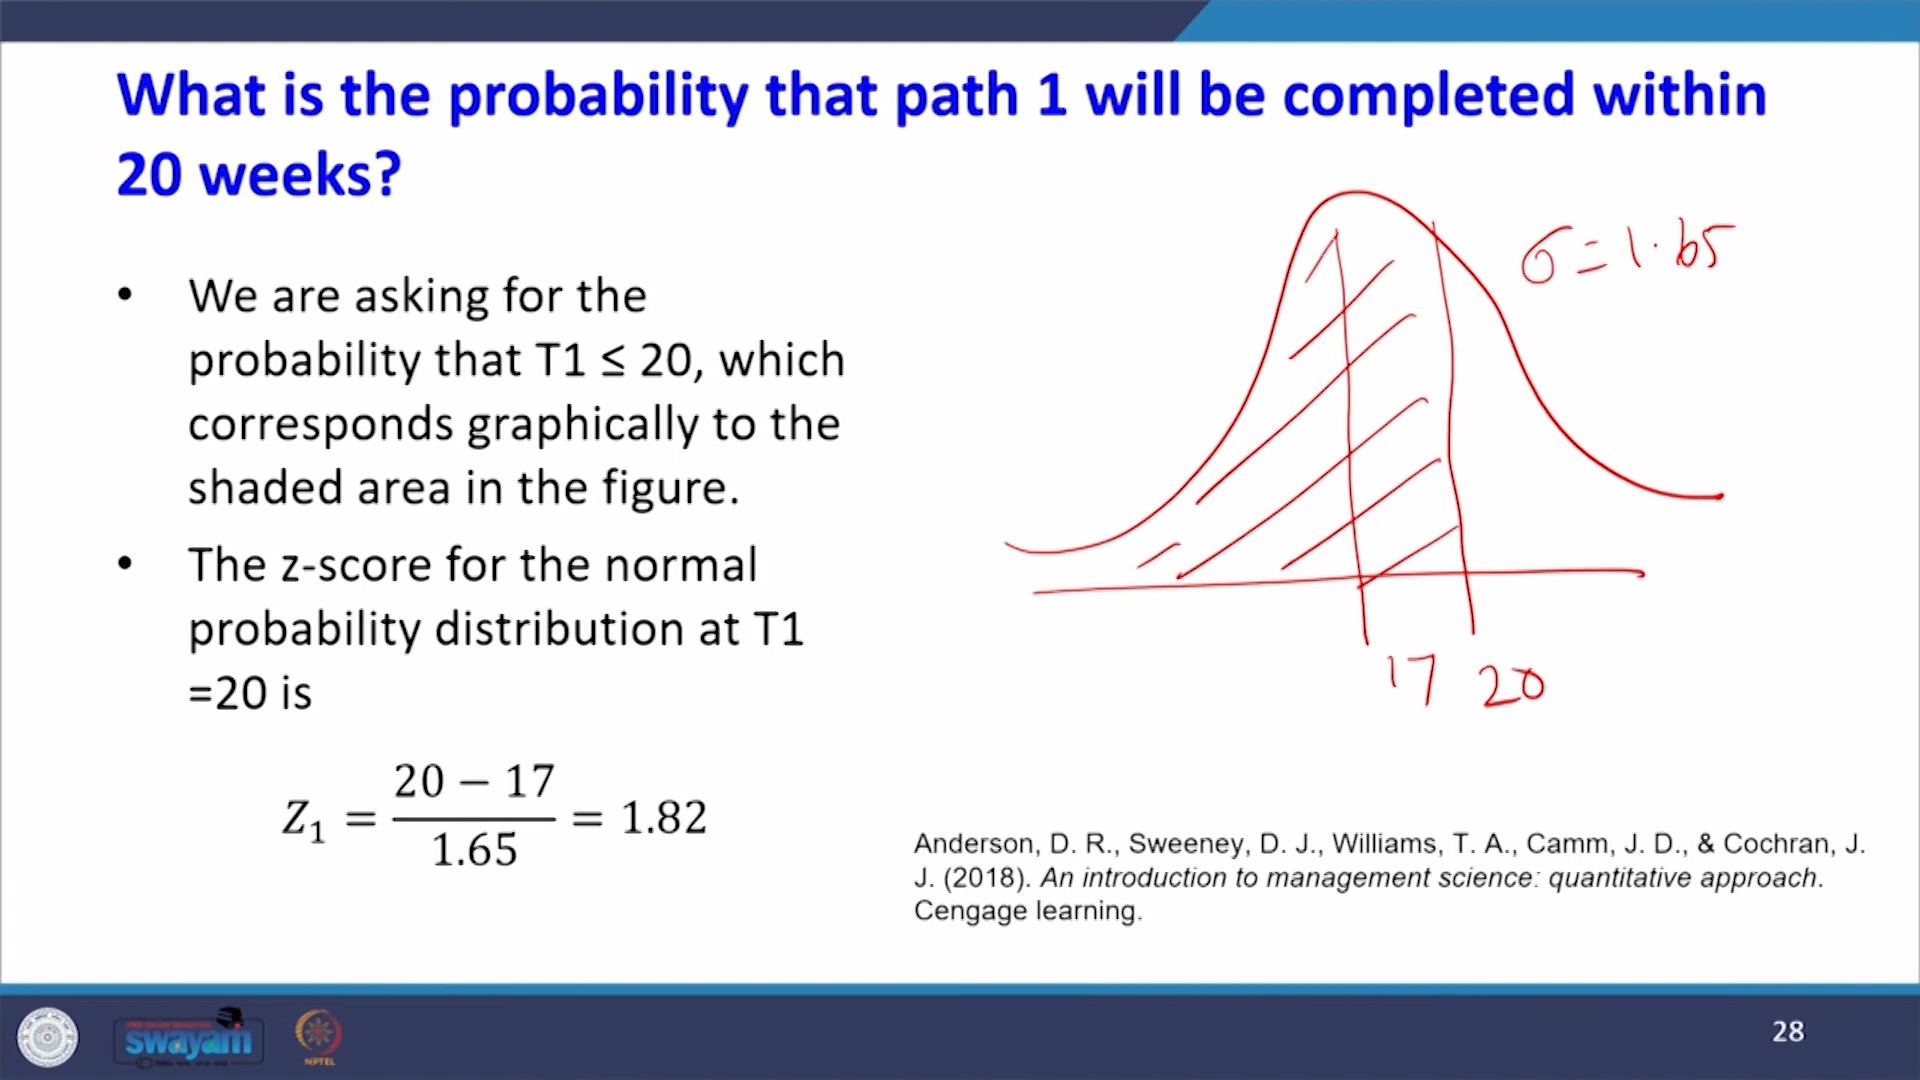 What is the probability that path 1 will be completed within
20 weeks?
• We are asking for the
probability that T1 ≤ 20, which
corresponds graphically to the
shaded area in the figure.
• The z-score for the normal
probability distribution at T1
=20 is
Z₁ = (20 − 17) / 1.65 = 1.82
σ = 1.65
17 20
Anderson, D. R., Sweeney, D. J., Williams, T. A., Camm, J. D., & Cochran, J.
J. (2018). An introduction to management science: quantitative approach.
Cengage learning.
swayam
NPTEL
28